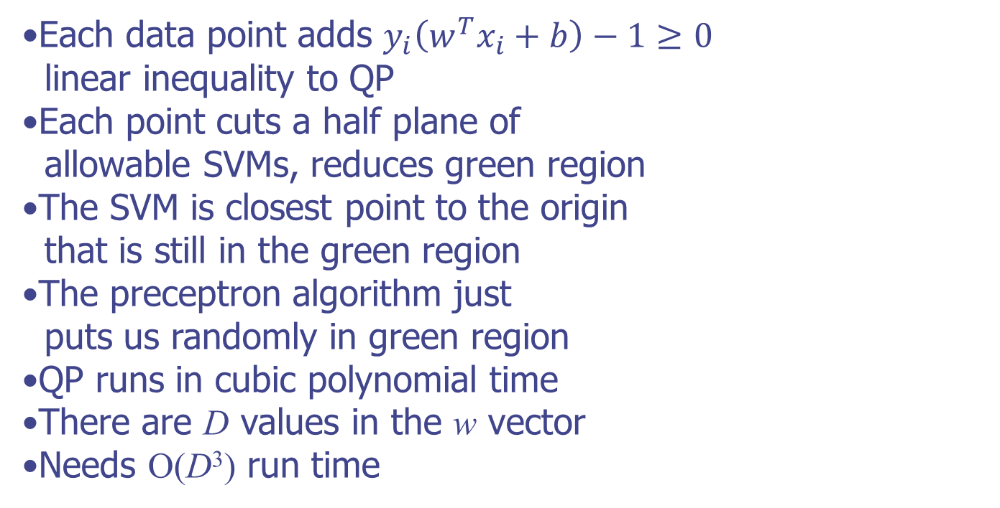 •Each data point adds $y_i(w^T x_i + b) - 1 \geq 0$
linear inequality to QP
•Each point cuts a half plane of
allowable SVMs, reduces green region
•The SVM is closest point to the origin
that is still in the green region
•The preceptron algorithm just
puts us randomly in green region
•QP runs in cubic polynomial time
•There are $D$ values in the $w$ vector
•Needs O($D^3$) run time